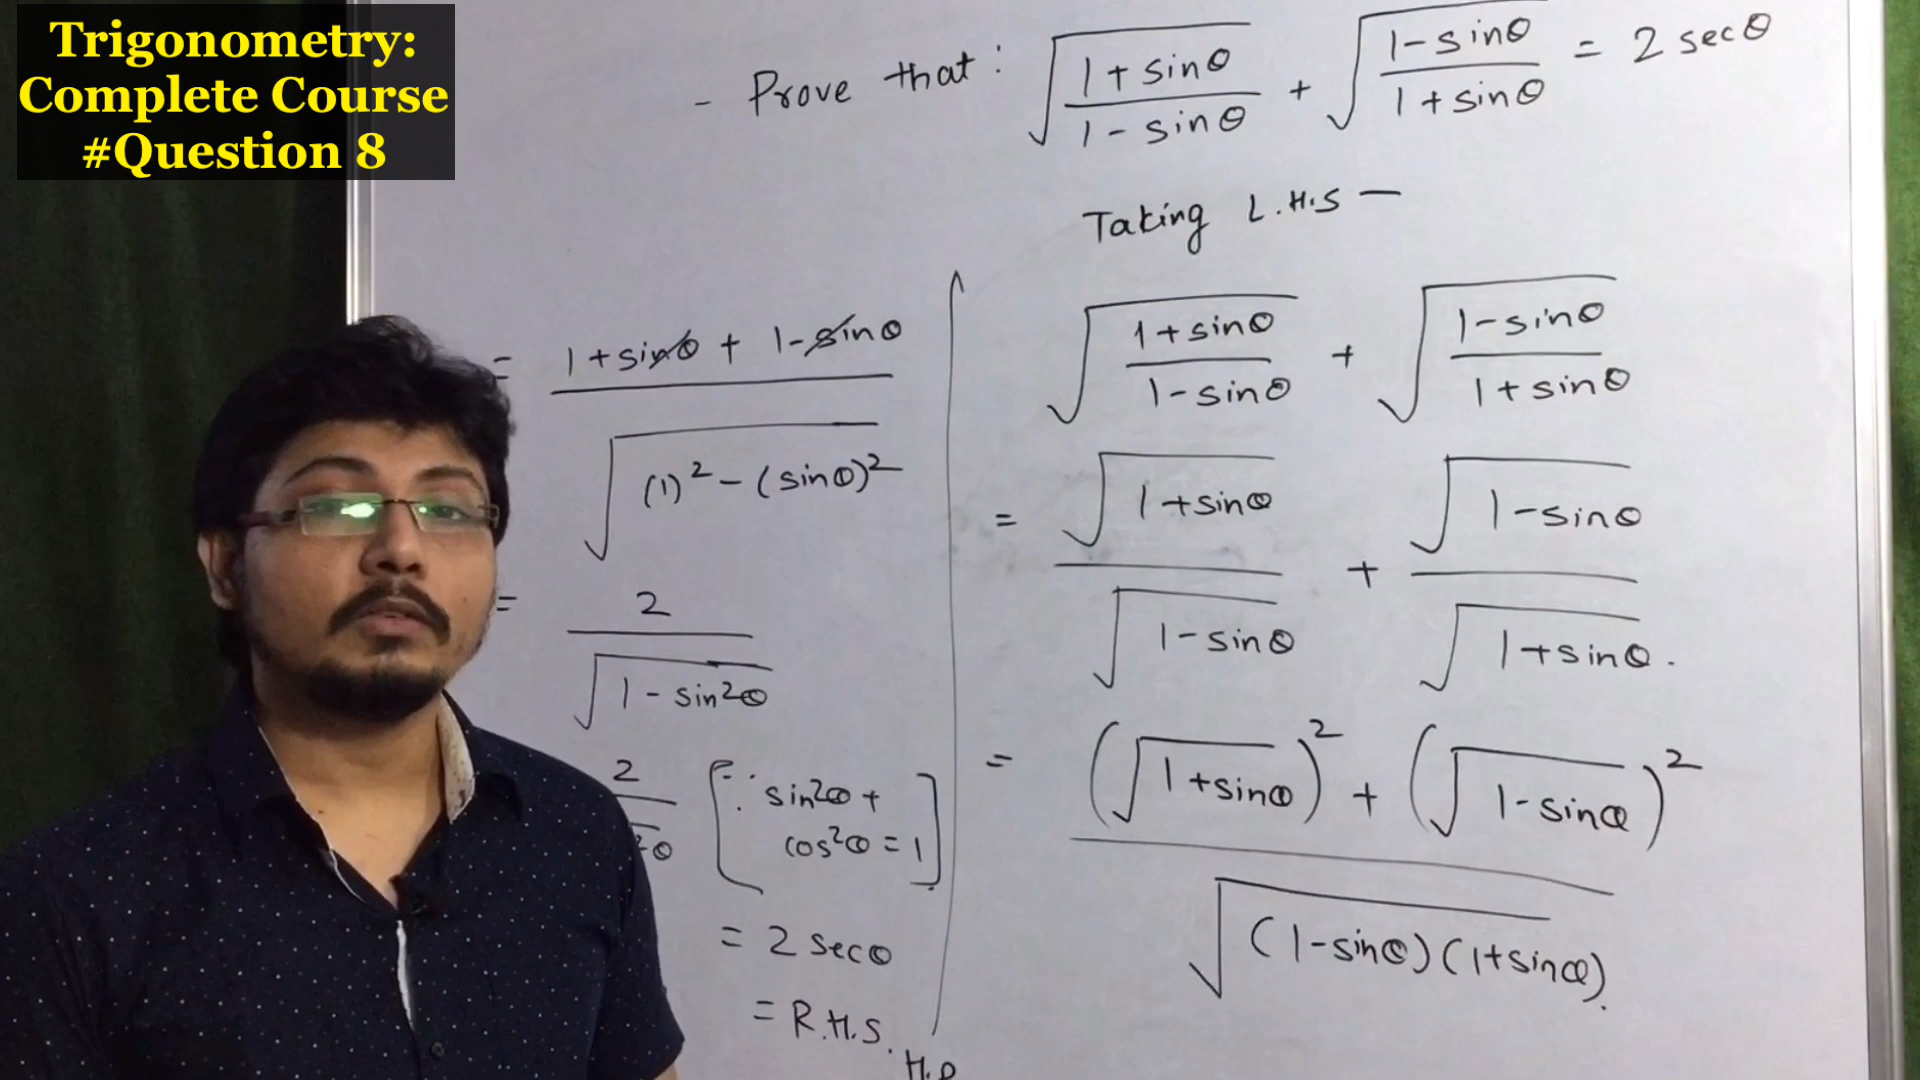 Trigonometry:
Complete Course
#Question 8
- Prove that : √((1+sinθ)/(1-sinθ)) + √((1-sinθ)/(1+sinθ)) = 2 secθ
Taking L.H.S —
√((1+sinθ)/(1-sinθ)) + √((1-sinθ)/(1+sinθ))
= √(1+sinθ)/√(1-sinθ) + √(1-sinθ)/√(1+sinθ).
= ((√(1+sinθ))² + (√(1-sinθ))²)/√((1-sinθ)(1+sinθ)).
= (1+sinθ + 1-sinθ)/√((1)²-(sinθ)²)
= 2/√(1-sin²θ)
2 [∵ sin²θ +
²θ cos²θ = 1]
= 2 secθ
= R.H.S.